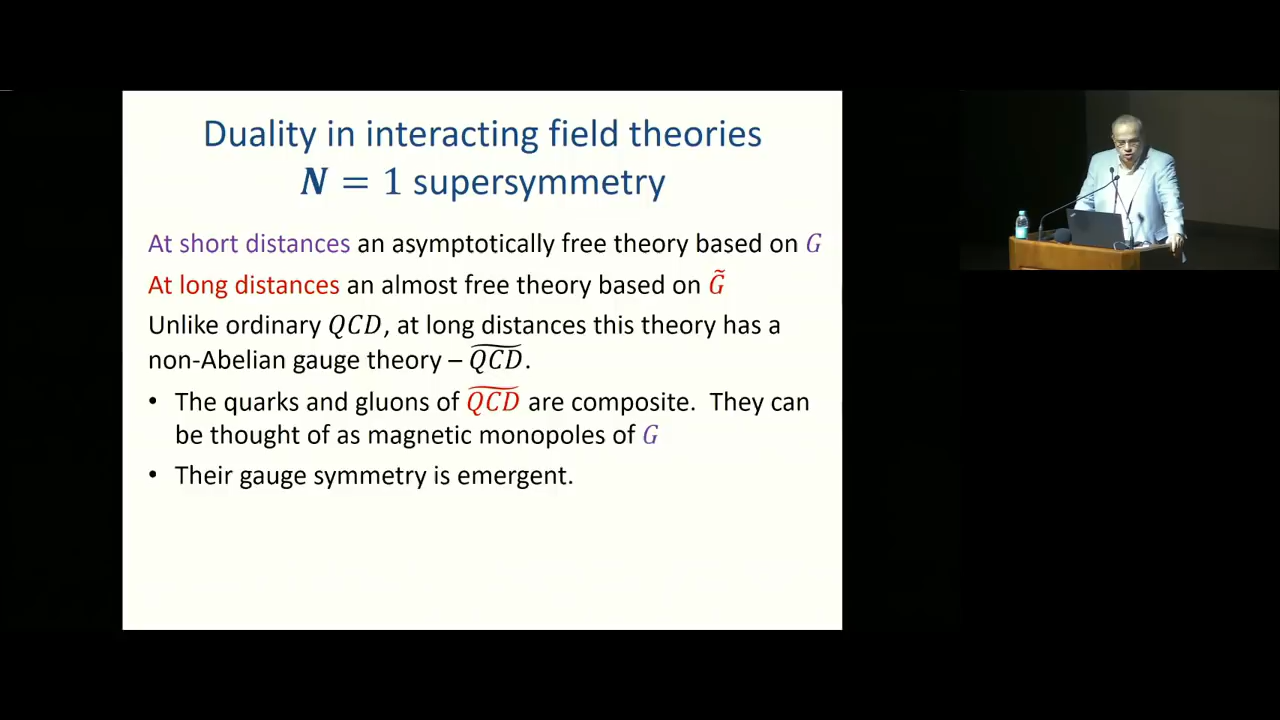 Duality in interacting field theories
N = 1 supersymmetry
At short distances an asymptotically free theory based on G
At long distances an almost free theory based on G̃
Unlike ordinary QCD, at long distances this theory has a
non-Abelian gauge theory – Q͠CD.
• The quarks and gluons of Q͠CD are composite. They can
be thought of as magnetic monopoles of G
• Their gauge symmetry is emergent.